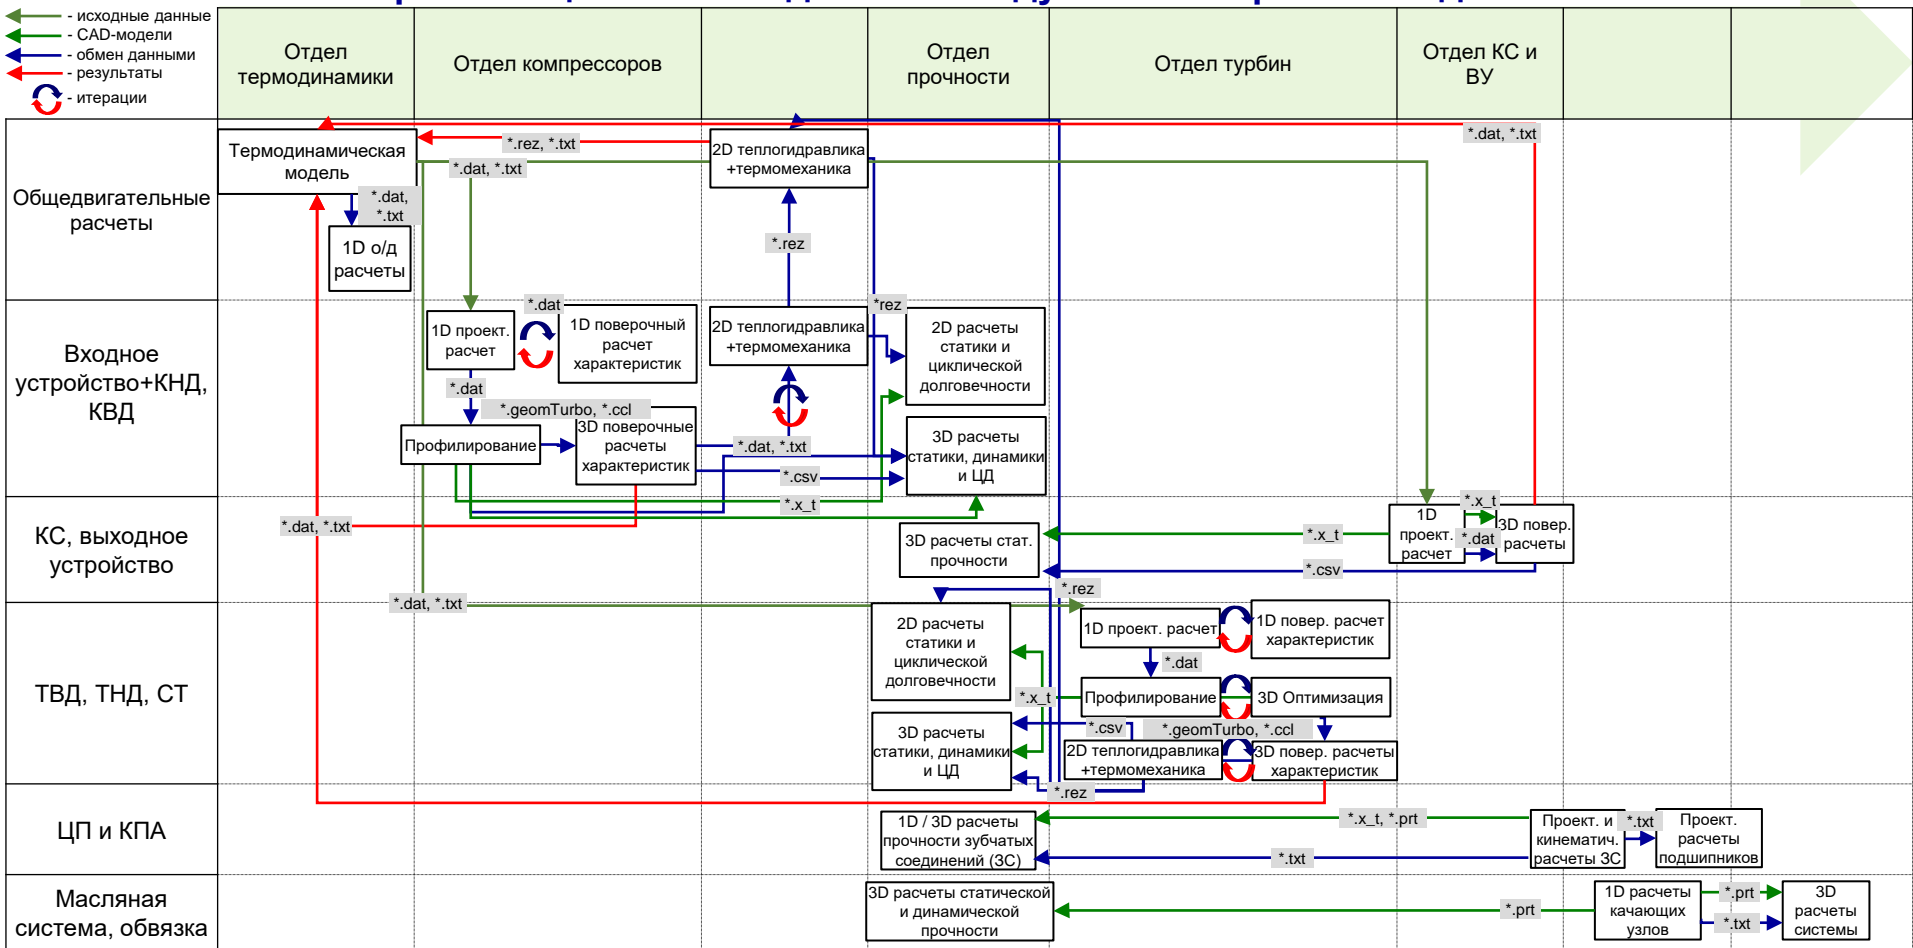 - исходные данные
- CAD-модели
- обмен данными
- результаты
- итерации
Отдел
термодинамики
Отдел компрессоров
Отдел
прочности
Отдел турбин
Отдел КС и
ВУ
Общедвигательные
расчеты
Термодинамическая
модель
*.rez, *.txt
*.dat, *.txt
*.dat,
*.txt
1D о/д
расчеты
2D теплогидравлика
+термомеханика
*.rez
*.dat, *.txt
Входное
устройство+КНД,
КВД
1D проект.
расчет
*.dat
1D поверочный
расчет
характеристик
2D теплогидравлика
+термомеханика
*rez
2D расчеты
статики и
циклической
долговечности
*.dat
*.geomTurbo, *.ccl
Профилирование
3D поверочные
расчеты
характеристик
*.dat, *.txt
*.csv
*.x_t
3D расчеты
статики, динамики
и ЦД
КС, выходное
устройство
*.dat, *.txt
3D расчеты стат.
прочности
*.x_t
*.csv
1D
проект.
расчет
*.x_t
*.dat
3D повер.
расчеты
ТВД, ТНД, СТ
*.dat, *.txt
*.rez
2D расчеты
статики и
циклической
долговечности
1D проект. расчет
1D повер. расчет
характеристик
*.dat
*.x_t
Профилирование
3D Оптимизация
*.csv
*.geomTurbo, *.ccl
3D расчеты
статики, динамики
и ЦД
2D теплогидравлика
+термомеханика
3D повер. расчеты
характеристик
*.rez
ЦП и КПА
1D / 3D расчеты
прочности зубчатых
соединений (ЗС)
*.x_t, *.prt
*.txt
Проект. и
кинематич.
расчеты ЗС
*.txt
Проект.
расчеты
подшипников
Масляная
система, обвязка
3D расчеты статической
и динамической
прочности
*.prt
1D расчеты
качающих
узлов
*.prt
*.txt
3D
расчеты
системы